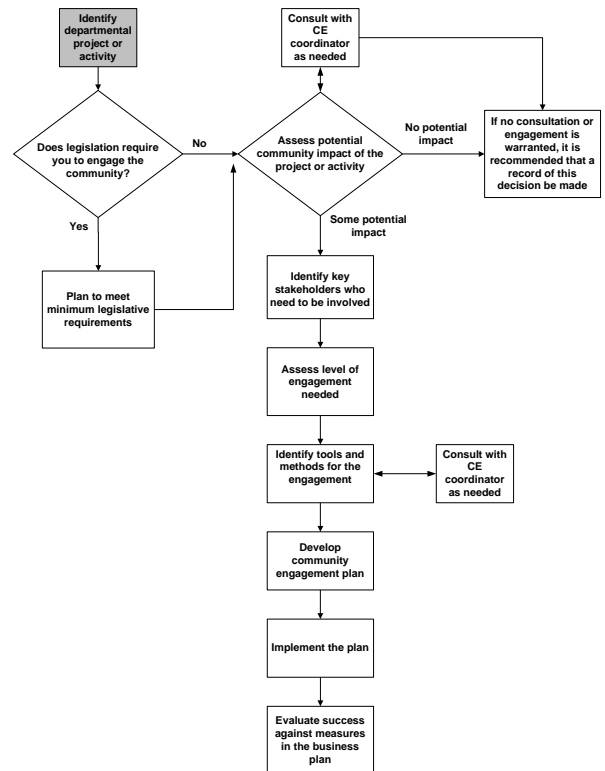 Identify
departmental
project or
activity
Consult with
CE
coordinator
as needed
Does legislation require
you to engage the
community?
No
Assess potential
community impact of the
project or activity
No potential
impact
If no consultation or
engagement is
warranted, it is
recommended that a
record of this
decision be made
Yes
Some potential
impact
Plan to meet
minimum legislative
requirements
Identify key
stakeholders who
need to be involved
Assess level of
engagement
needed
Identify tools and
methods for the
engagement
Consult with
CE
coordinator
as needed
Develop
community
engagement plan
Implement the plan
Evaluate success
against measures
in the business
plan